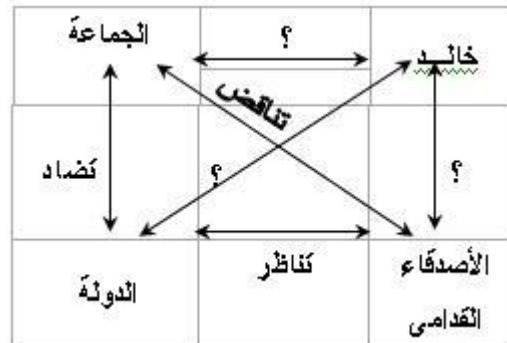 خالد ؟ الجماعة
تناقض
؟ ؟ تضاد
الأصدقاء تناظر الدولة
القدامى